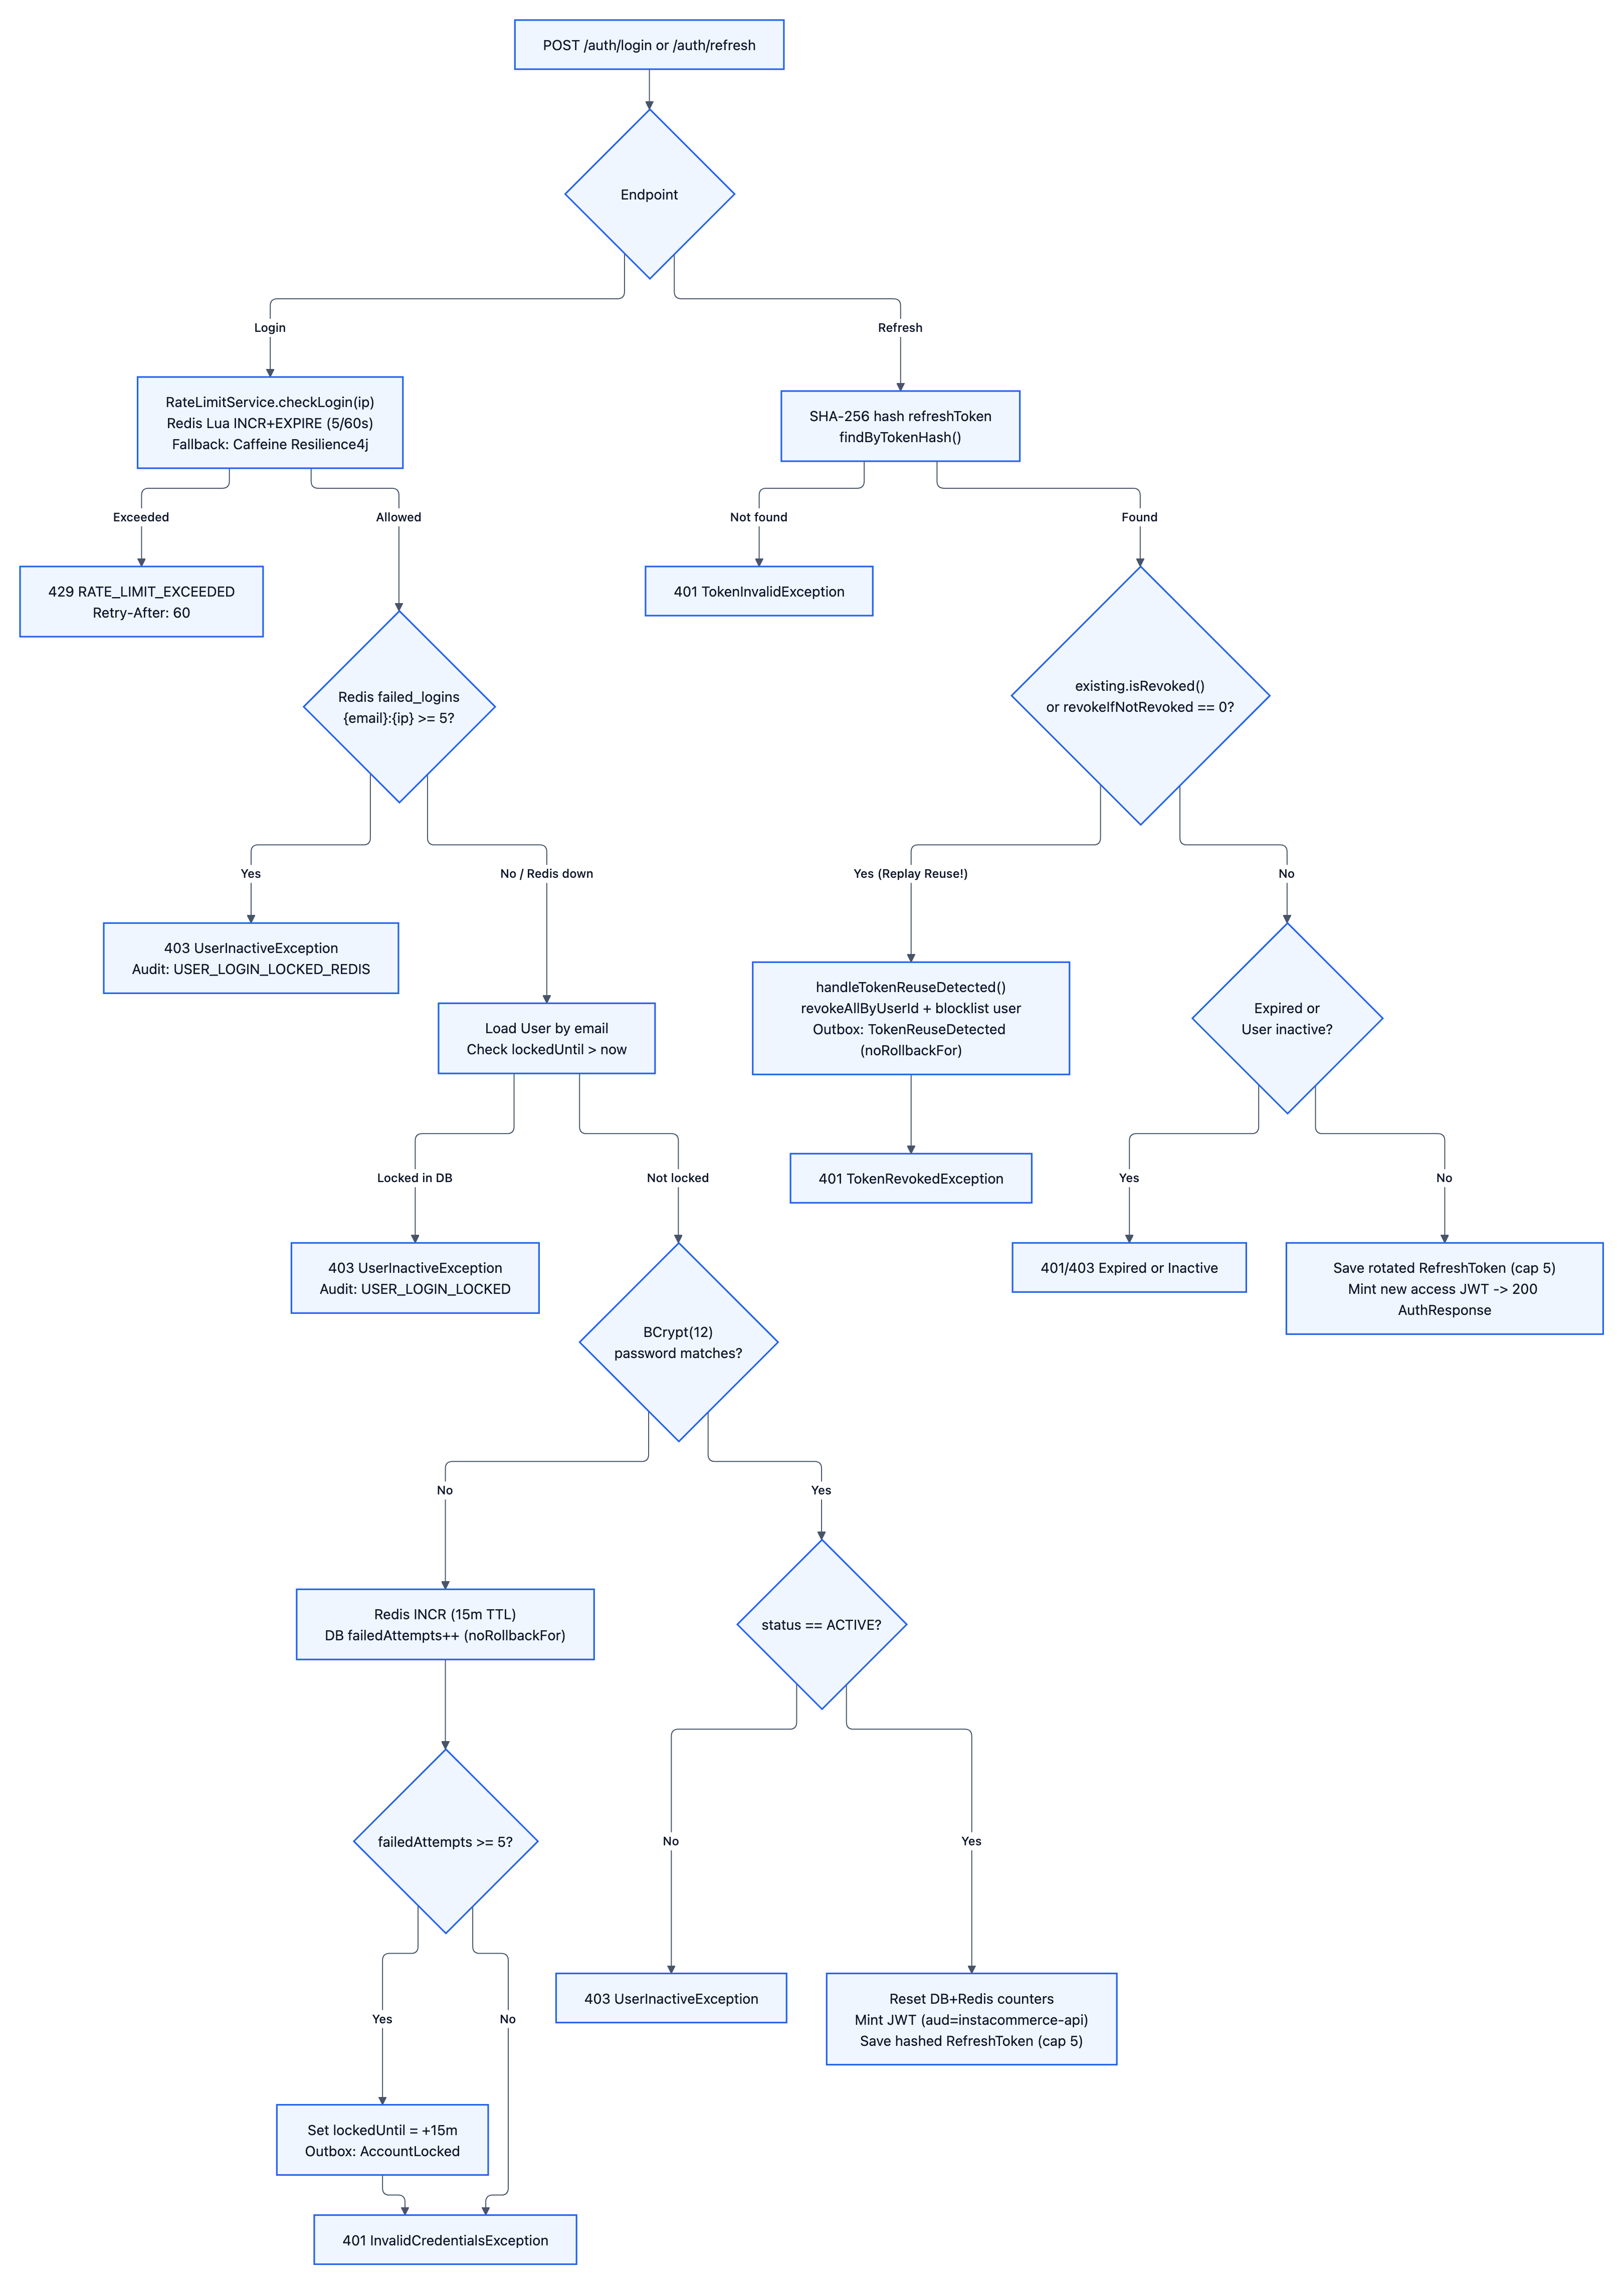 POST /auth/login or /auth/refresh
Endpoint
Login
Refresh
RateLimitService.checkLogin(ip)
Redis Lua INCR+EXPIRE (5/60s)
Fallback: Caffeine Resilience4j
SHA-256 hash refreshToken
findByTokenHash()
Exceeded
Allowed
Not found
Found
429 RATE_LIMIT_EXCEEDED
Retry-After: 60
401 TokenInvalidException
Redis failed_logins
{email}:{ip} >= 5?
existing.isRevoked()
or revokeIfNotRevoked == 0?
Yes
No / Redis down
Yes (Replay Reuse!)
No
403 UserInactiveException
Audit: USER_LOGIN_LOCKED_REDIS
Load User by email
Check lockedUntil > now
handleTokenReuseDetected()
revokeAllByUserId + blocklist user
Outbox: TokenReuseDetected
(noRollbackFor)
Expired or
User inactive?
Locked in DB
Not locked
401 TokenRevokedException
Yes
No
403 UserInactiveException
Audit: USER_LOGIN_LOCKED
BCrypt(12)
password matches?
401/403 Expired or Inactive
Save rotated RefreshToken (cap 5)
Mint new access JWT -> 200
AuthResponse
No
Yes
Redis INCR (15m TTL)
DB failedAttempts++ (noRollbackFor)
status == ACTIVE?
failedAttempts >= 5?
No
Yes
Yes
No
403 UserInactiveException
Reset DB+Redis counters
Mint JWT (aud=instacommerce-api)
Save hashed RefreshToken (cap 5)
Set lockedUntil = +15m
Outbox: AccountLocked
401 InvalidCredentialsException